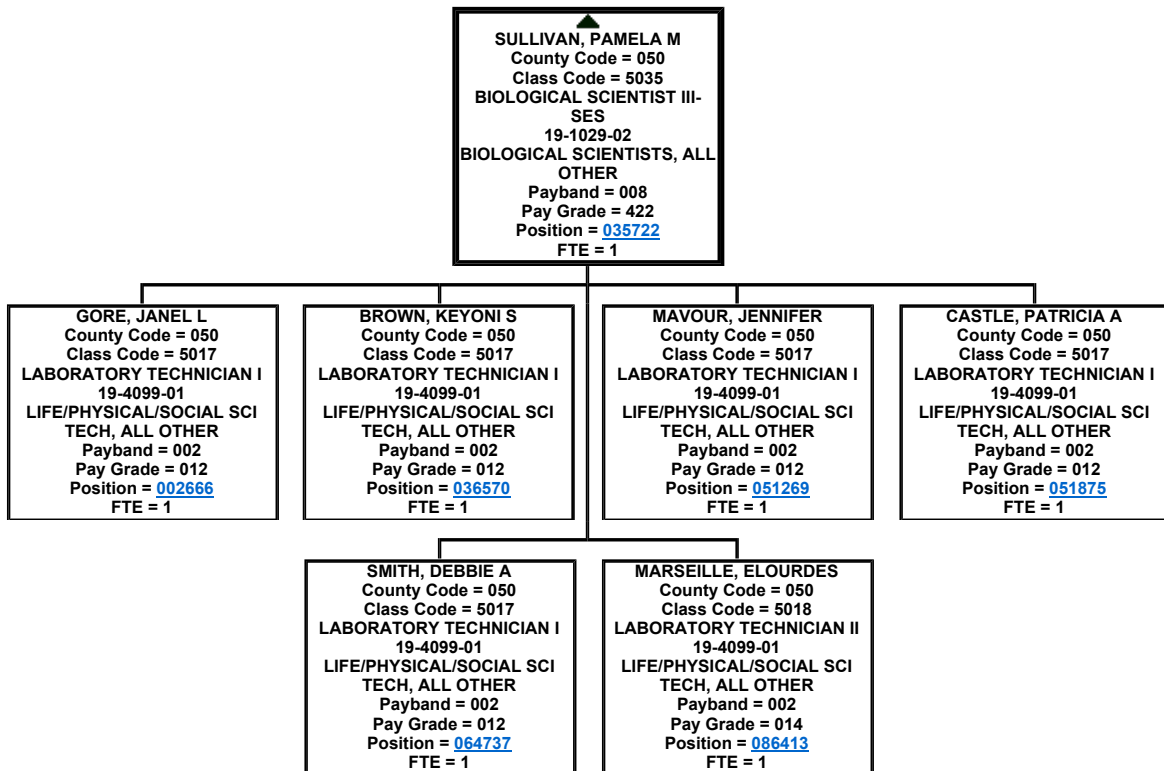 SULLIVAN, PAMELA M
County Code = 050
Class Code = 5035
BIOLOGICAL SCIENTIST III-
SES
19-1029-02
BIOLOGICAL SCIENTISTS, ALL
OTHER
Payband = 008
Pay Grade = 422
Position = 035722
FTE = 1
GORE, JANEL L
County Code = 050
Class Code = 5017
LABORATORY TECHNICIAN I
19-4099-01
LIFE/PHYSICAL/SOCIAL SCI
TECH, ALL OTHER
Payband = 002
Pay Grade = 012
Position = 002666
FTE = 1
BROWN, KEYONI S
County Code = 050
Class Code = 5017
LABORATORY TECHNICIAN I
19-4099-01
LIFE/PHYSICAL/SOCIAL SCI
TECH, ALL OTHER
Payband = 002
Pay Grade = 012
Position = 036570
FTE = 1
MAVOUR, JENNIFER
County Code = 050
Class Code = 5017
LABORATORY TECHNICIAN I
19-4099-01
LIFE/PHYSICAL/SOCIAL SCI
TECH, ALL OTHER
Payband = 002
Pay Grade = 012
Position = 051269
FTE = 1
CASTLE, PATRICIA A
County Code = 050
Class Code = 5017
LABORATORY TECHNICIAN I
19-4099-01
LIFE/PHYSICAL/SOCIAL SCI
TECH, ALL OTHER
Payband = 002
Pay Grade = 012
Position = 051875
FTE = 1
SMITH, DEBBIE A
County Code = 050
Class Code = 5017
LABORATORY TECHNICIAN I
19-4099-01
LIFE/PHYSICAL/SOCIAL SCI
TECH, ALL OTHER
Payband = 002
Pay Grade = 012
Position = 064737
FTE = 1
MARSEILLE, ELOURDES
County Code = 050
Class Code = 5018
LABORATORY TECHNICIAN II
19-4099-01
LIFE/PHYSICAL/SOCIAL SCI
TECH, ALL OTHER
Payband = 002
Pay Grade = 014
Position = 086413
FTE = 1